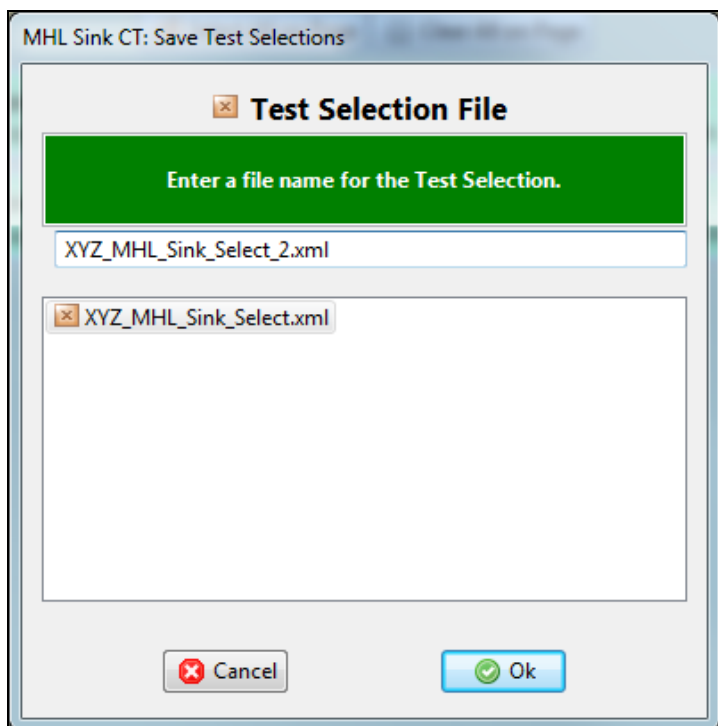 MHL Sink CT: Save Test Selections
Test Selection File
Enter a file name for the Test Selection.
XYZ_MHL_Sink_Select_2.xml
XYZ_MHL_Sink_Select.xml
Cancel
Ok